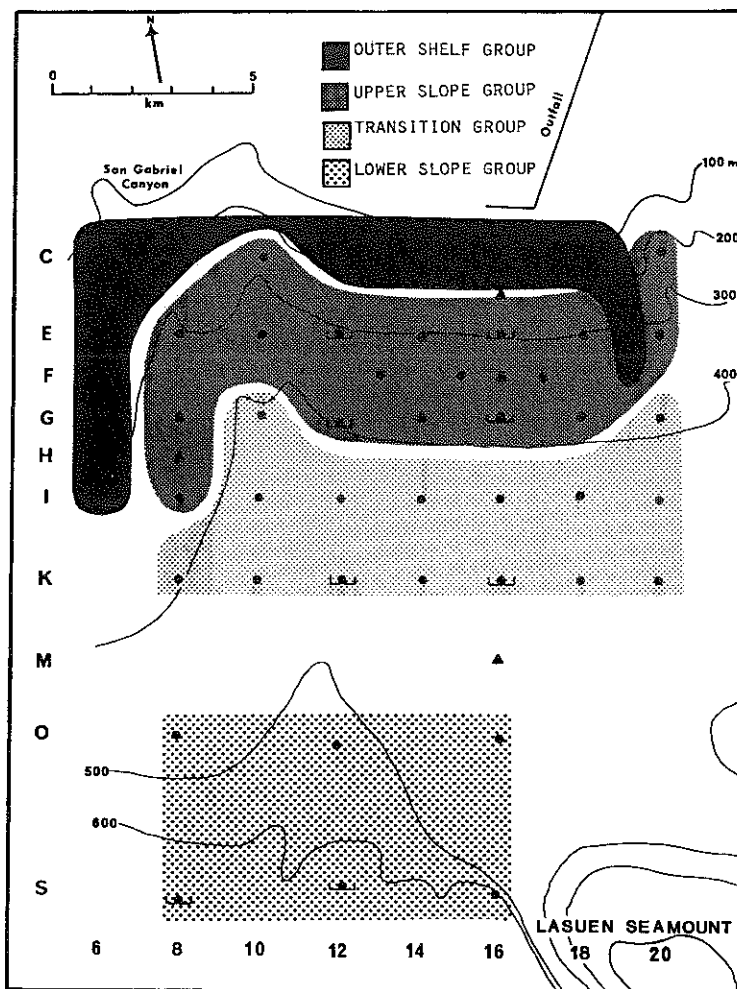 N
0 5
km
OUTER SHELF GROUP
UPPER SLOPE GROUP
TRANSITION GROUP
LOWER SLOPE GROUP
Outfall
San Gabriel
Canyon
100 m
200
300
400
C
E
F
G
H
I
K
M
O
500
600
S
LASUEN SEAMOUNT
6 8 10 12 14 16 18 20